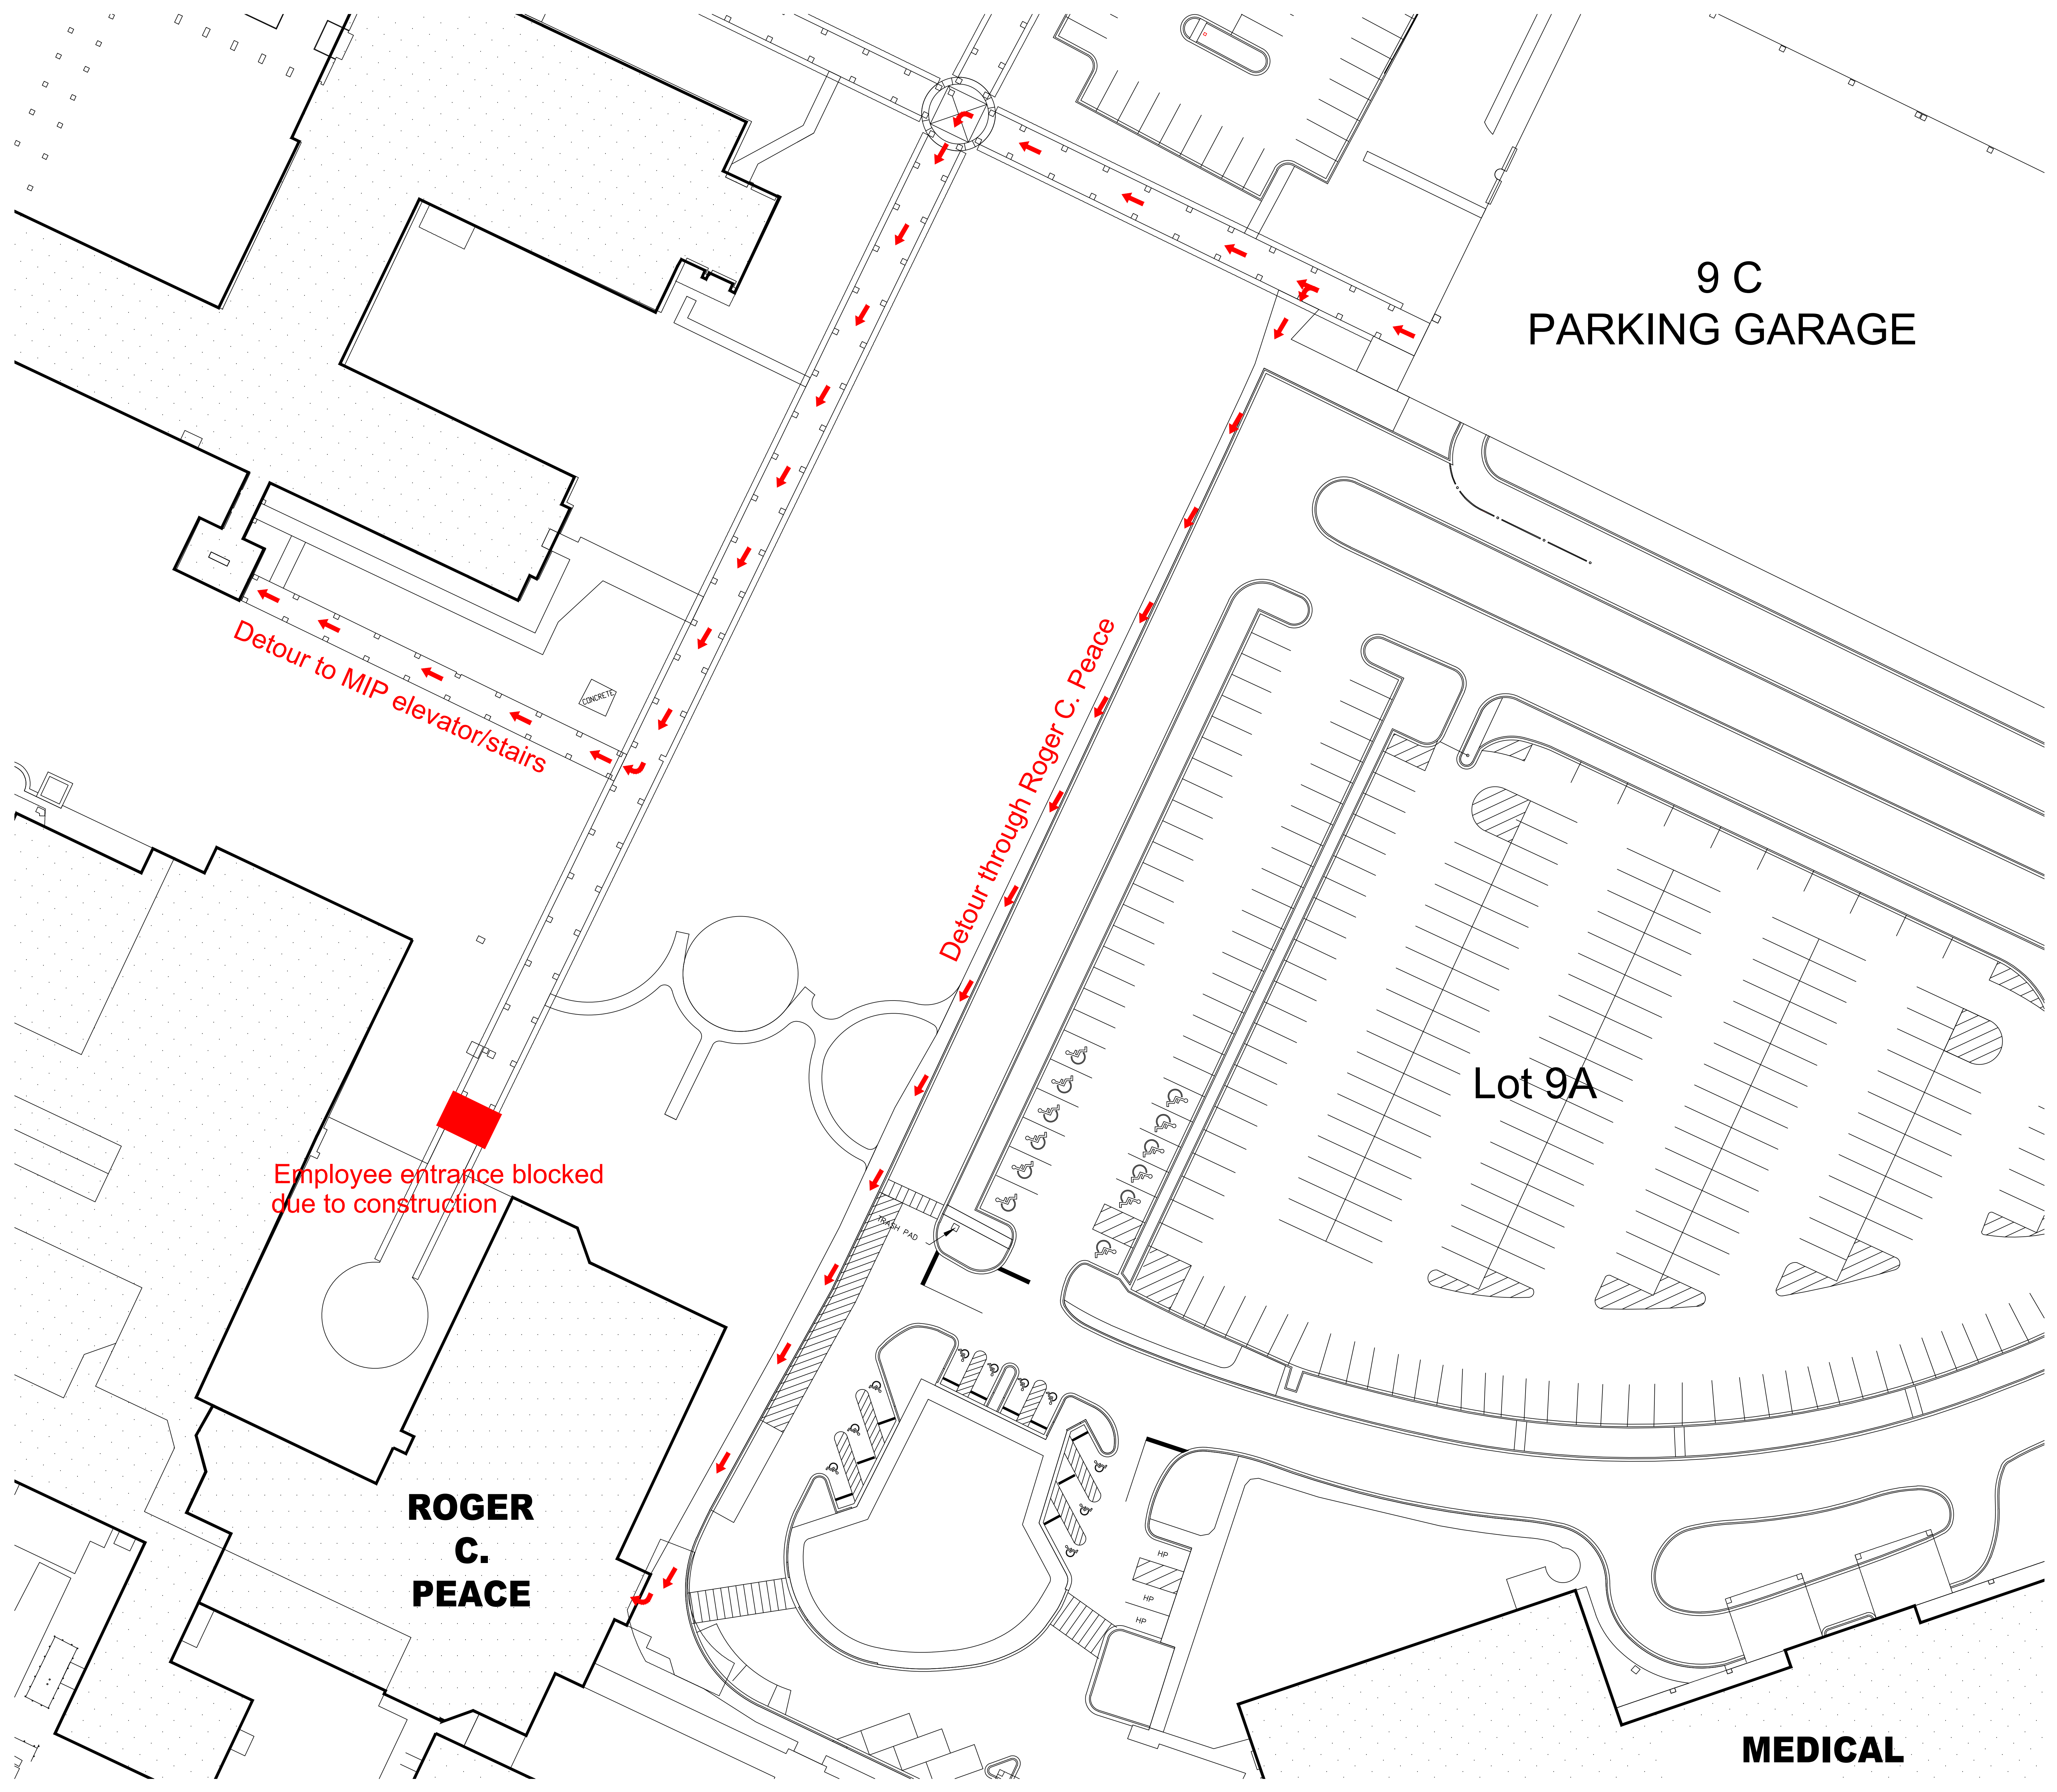 9 C
PARKING GARAGE
CONCRETE
Detour to MIP elevator/stairs
Detour through Roger C. Peace
Lot 9A
Employee entrance blocked
due to construction
TRASH PAD
ROGER
C.
PEACE
HP
HP
HP
MEDICAL